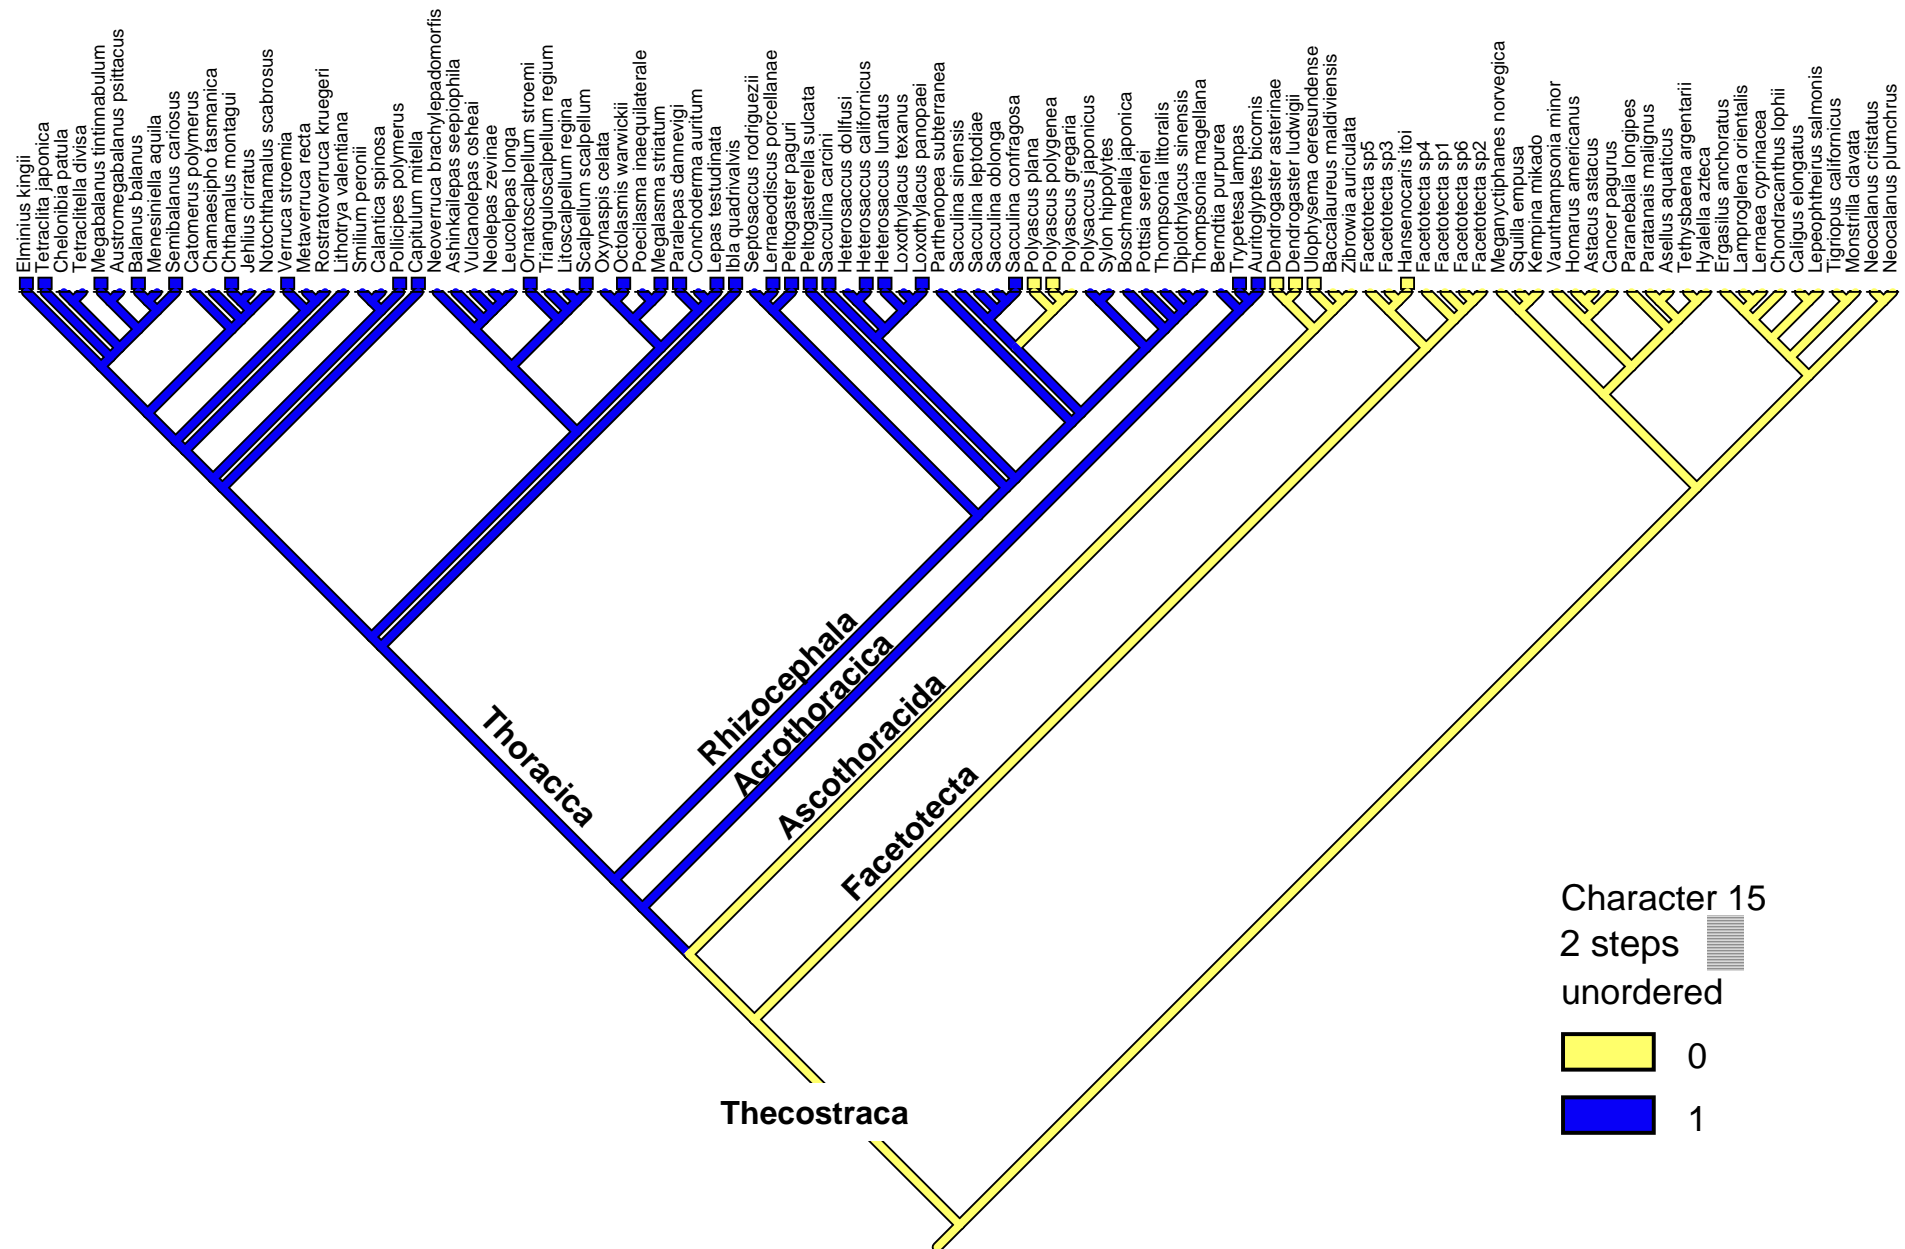 Elminius kingii
Tetraclita japonica
Chelonibia patula
Tetraclitella divisa
Megabalanus tintinnabulum
Austromegabalanus psittacus
Balanus balanus
Menesiniella aquila
Semibalanus cariosus
Catomerus polymerus
Chamaesipho tasmanica
Chthamalus montagui
Jehlius cirratus
Notochthamalus scabrosus
Verruca stroemia
Metaverruca recta
Rostratoverruca kruegeri
Lithotrya valentiana
Smilium peronii
Calantica spinosa
Pollicipes polymerus
Capitulum mitella
Neoverruca brachylepadomorfis
Ashinkailepas seepiophila
Vulcanolepas osheai
Neolepas zevinae
Leucolepas longa
Ornatoscalpellum stroemi
Trianguloscalpellum regium
Litoscalpellum regina
Scalpellum scalpellum
Oxynaspis celata
Octolasmis warwickii
Poecilasma inaequilaterale
Megalasma striatum
Paralepas dannevigi
Conchoderma auritum
Lepas testudinata
Ibla quadrivalvis
Septosaccus rodriguezii
Lernaeodiscus porcellanae
Peltogaster paguri
Peltogasterella sulcata
Sacculina carcini
Heterosaccus dollfusi
Heterosaccus californicus
Heterosaccus lunatus
Loxothylacus texanus
Loxothylacus panopaei
Parthenopea subterranea
Sacculina sinensis
Sacculina leptodiae
Sacculina oblonga
Sacculina confragosa
Polyascus plana
Polyascus polygenea
Polyascus gregaria
Polysaccus japonicus
Sylon hippolytes
Boschmaella japonica
Pottsia serenei
Thompsonia littoralis
Diplothylacus sinensis
Thompsonia magellana
Berndtia purpurea
Trypetesa lampas
Auritoglyptes bicornis
Dendrogaster asterinae
Dendrogaster ludwigii
Ulophysema oeresundense
Baccalaureus maldiviensis
Zibrowia auriculata
Facetotecta sp5
Facetotecta sp3
Hansenocaris itoi
Facetotecta sp4
Facetotecta sp1
Facetotecta sp6
Facetotecta sp2
Meganyctiphanes norvegica
Squilla empusa
Kempina mikado
Vaunthampsonia minor
Homarus americanus
Astacus astacus
Cancer pagurus
Paranebalia longipes
Paratanais malignus
Asellus aquaticus
Tethysbaena argentarii
Hyalella azteca
Ergasilus anchoratus
Lamproglena orientalis
Lernaea cyprinacea
Chondracanthus lophii
Caligus elongatus
Lepeophtheirus salmonis
Tigriopus californicus
Monstrilla clavata
Neocalanus cristatus
Neocalanus plumchrus
Thoracica
Rhizocephala
Acrothoracica
Ascothoracida
Facetotecta
Thecostraca
Character 15
2 steps
unordered
0
1